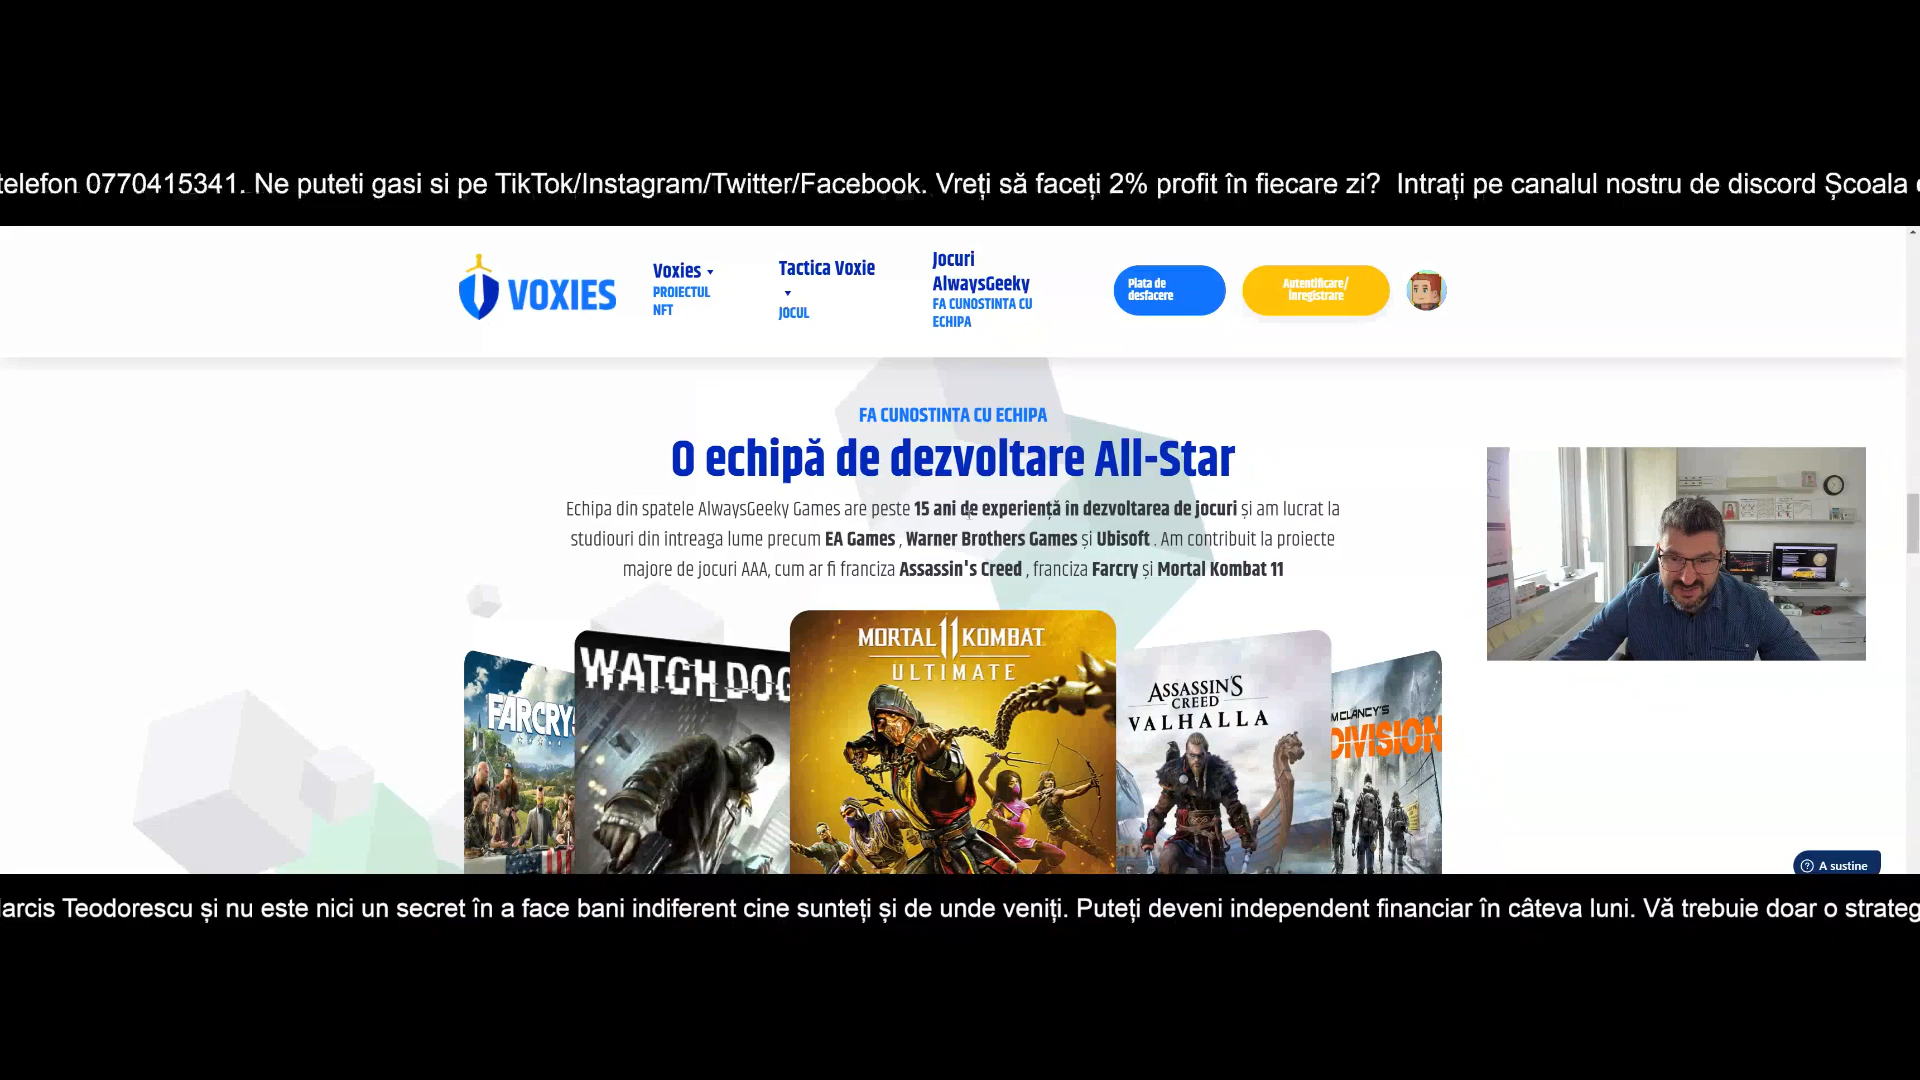 telefon 0770415341. Ne puteti gasi si pe TikTok/Instagram/Twitter/Facebook. Vreți să faceți 2% profit în fiecare zi? Intrați pe canalul nostru de discord Școala
VOXIES
Voxies
PROIECTUL
NFT
Tactica Voxie
JOCUL
Jocuri
AlwaysGeeky
FA CUNOSTINTA CU
ECHIPA
Piata de
desfacere
Autentificare/
Înregistrare
FA CUNOSTINTA CU ECHIPA
O echipă de dezvoltare All-Star
Echipa din spatele AlwaysGeeky Games are peste 15 ani de experiență în dezvoltarea de jocuri și am lucrat la
studiouri din întreaga lume precum EA Games , Warner Brothers Games și Ubisoft . Am contribuit la proiecte
majore de jocuri AAA, cum ar fi franciza Assassin's Creed , franciza Farcry și Mortal Kombat 11
FARCRY
WATCH_DOG
MORTAL 11 KOMBAT
ULTIMATE
ASSASSIN'S
CREED
VALHALLA
M CLANCY'S
DIVISION
A sustine
arcis Teodorescu și nu este nici un secret în a face bani indiferent cine sunteți și de unde veniți. Puteți deveni independent financiar în câteva luni. Vă trebuie doar o strateg